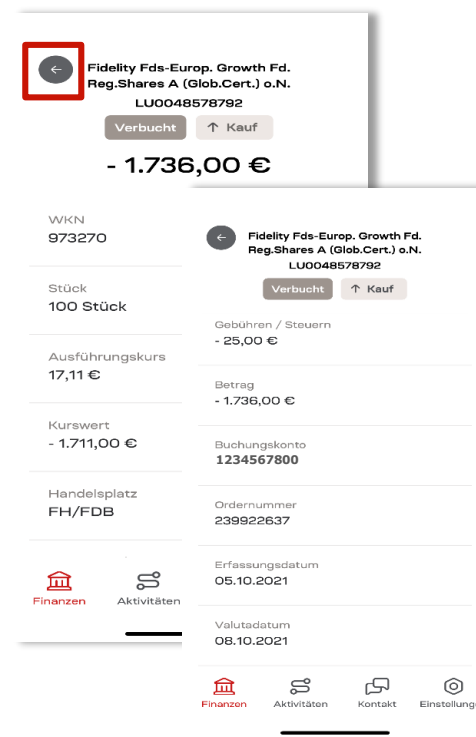 Fidelity Fds-Europ. Growth Fd.
Reg.Shares A (Glob.Cert.) o.N.
LU0048578792
Verbucht
↑ Kauf
- 1.736,00 €
WKN
973270
Stück
100 Stück
Ausführungskurs
17,11 €
Kurswert
- 1.711,00 €
Handelsplatz
FH/FDB
Finanzen
Aktivitäten
Fidelity Fds-Europ. Growth Fd.
Reg.Shares A (Glob.Cert.) o.N.
LU0048578792
Verbucht
↑ Kauf
Gebühren / Steuern
- 25,00 €
Betrag
- 1.736,00 €
Buchungskonto
1234567800
Ordernummer
239922637
Erfassungsdatum
05.10.2021
Valutadatum
08.10.2021
Finanzen
Aktivitäten
Kontakt
Einstellunge